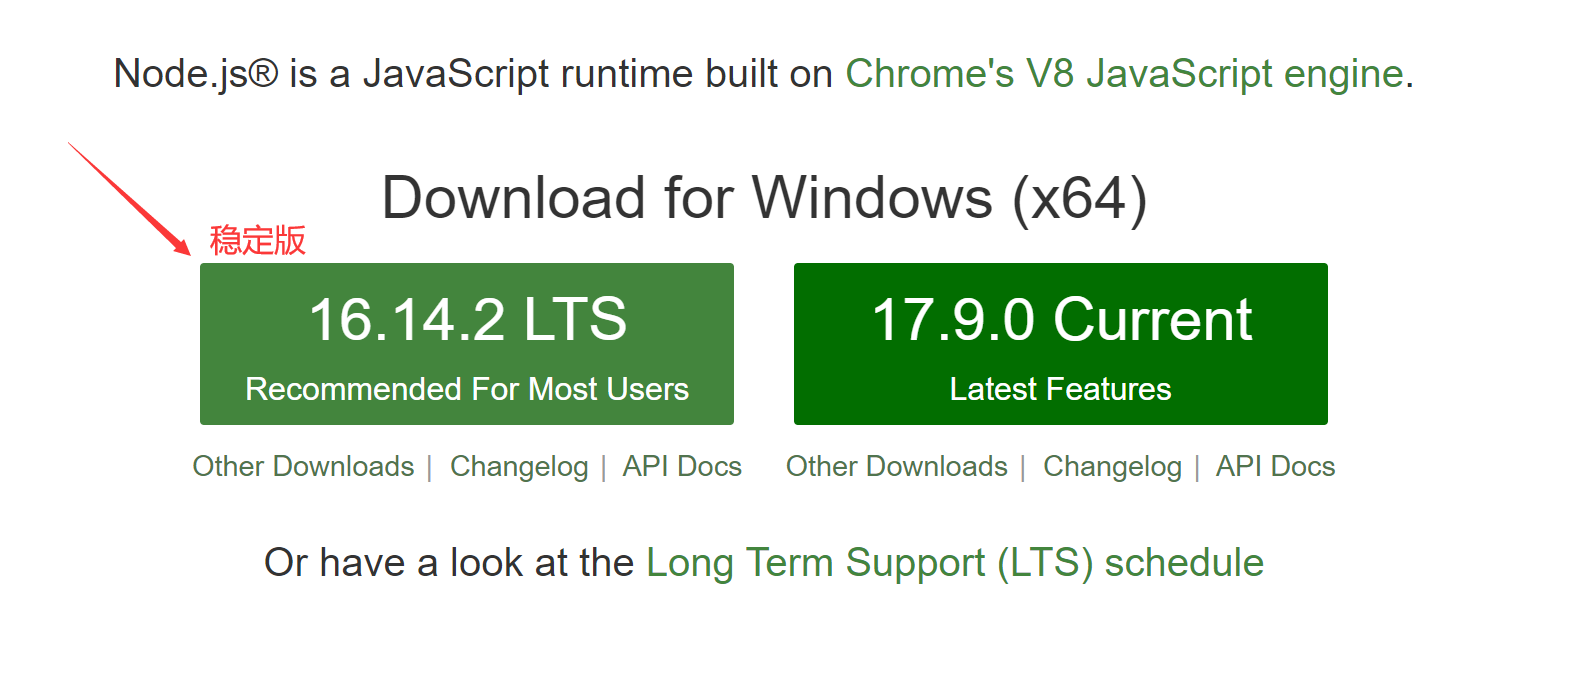 Node.js® is a JavaScript runtime built on Chrome's V8 JavaScript engine.
Download for Windows (x64)
稳定版
16.14.2 LTS
Recommended For Most Users
17.9.0 Current
Latest Features
Other Downloads | Changelog | API Docs
Other Downloads | Changelog | API Docs
Or have a look at the Long Term Support (LTS) schedule